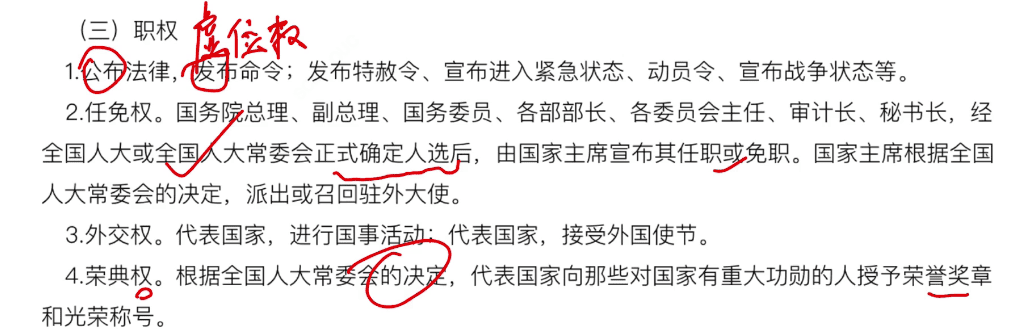 （三）职权 虚位权
1.公布法律，发布命令；发布特赦令、宣布进入紧急状态、动员令、宣布战争状态等。
2.任免权。国务院总理、副总理、国务委员、各部部长、各委员会主任、审计长、秘书长，经
全国人大或全国人大常委会正式确定人选后，由国家主席宣布其任职或免职。国家主席根据全国
人大常委会的决定，派出或召回驻外大使。
3.外交权。代表国家，进行国事活动；代表国家，接受外国使节。
4.荣典权。根据全国人大常委会的决定，代表国家向那些对国家有重大功勋的人授予荣誉奖章
和光荣称号。